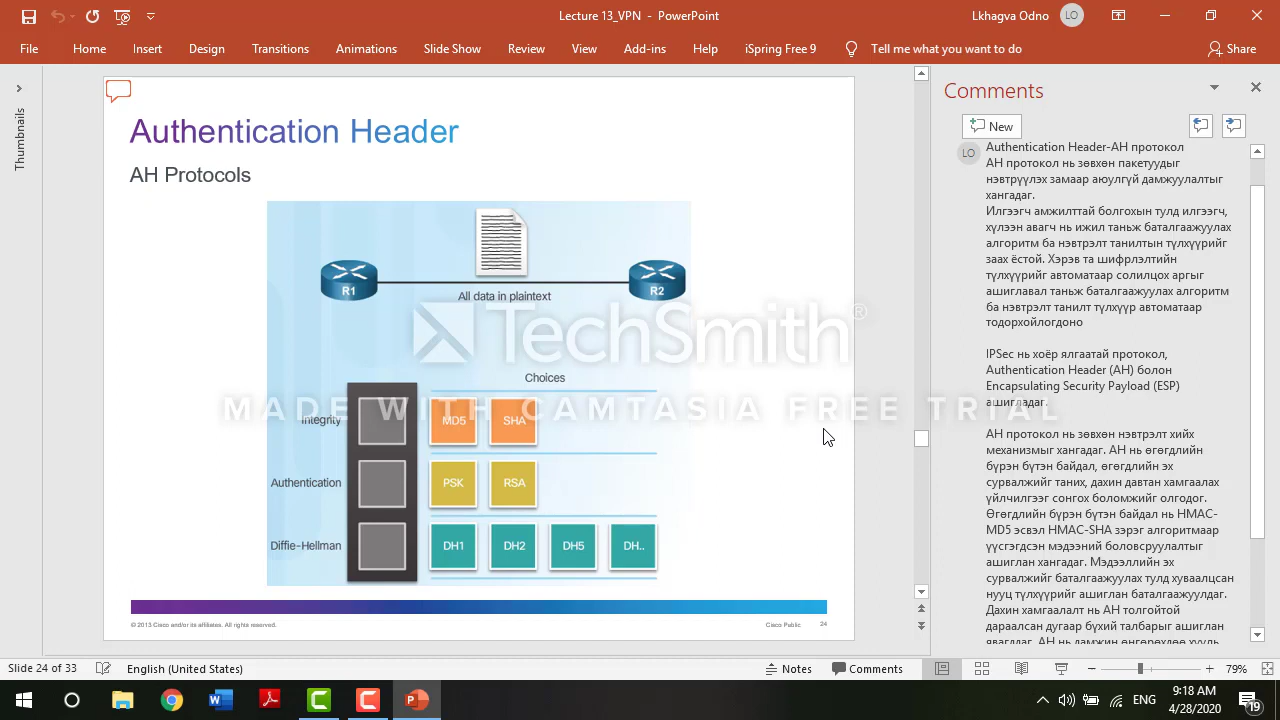 Lecture 13_VPN - PowerPoint
Lkhagva Odno
LO
File
Home
Insert
Design
Transitions
Animations
Slide Show
Review
View
Add-ins
Help
iSpring Free 9
Tell me what you want to do
Share
Thumbnails
Authentication Header
AH Protocols
R1
R2
All data in plaintext
TechSmith®
MADE WITH CAMTASIA FREE TRIAL
Choices
Integrity
MD5
SHA
Authentication
PSK
RSA
Diffie-Hellman
DH1
DH2
DH5
DH..
© 2013 Cisco and/or its affiliates. All rights reserved.
Cisco Public
24
Comments
New
LO
Authentication Header-АН протокол
АН протокол нь зөвхөн пакетуудыг
нэвтрүүлэх замаар аюулгүй дамжуулалтыг
хангадаг.
Илгээгч амжилттай болгохын тулд илгээгч,
хүлээн авагч нь ижил таньж баталгаажуулах
алгоритм ба нэвтрэлт танилтын түлхүүрийг
заах ёстой. Хэрэв та шифрлэлтийн
түлхүүрийг автоматаар солилцох аргыг
ашиглавал таньж баталгаажуулах алгоритм
ба нэвтрэлт танилт түлхүүр автоматаар
тодорхойлогдоно
IPSec нь хоёр ялгаатай протокол,
Authentication Header (AH) болон
Encapsulating Security Payload (ESP)
ашигладаг.
АН протокол нь зөвхөн нэвтрэлт хийх
механизмыг хангадаг. АН нь өгөгдлийн
бүрэн бүтэн байдал, өгөгдлийн эх
сурвалжийг таних, дахин давтан хамгаалах
үйлчилгээг сонгох боломжийг олгодог.
Өгөгдлийн бүрэн бүтэн байдал нь HMAC-
MD5 эсвэл HMAC-SHA зэрэг алгоритмаар
үүсгэгдсэн мэдээний боловсруулалтыг
ашиглан хангадаг. Мэдээллийн эх
сурвалжийг баталгаажуулах тулд хуваалцсан
нууц түлхүүрийг ашиглан баталгаажуулдаг.
Дахин хамгаалалт нь АН толгойтой
дараалсан дугаар бүхий талбарыг ашиглан
явагддаг. АН нь дамжин өнгөрөхдөө хууль
Slide 24 of 33
English (United States)
Notes
Comments
79%
ENG
9:18 AM
4/28/2020
19